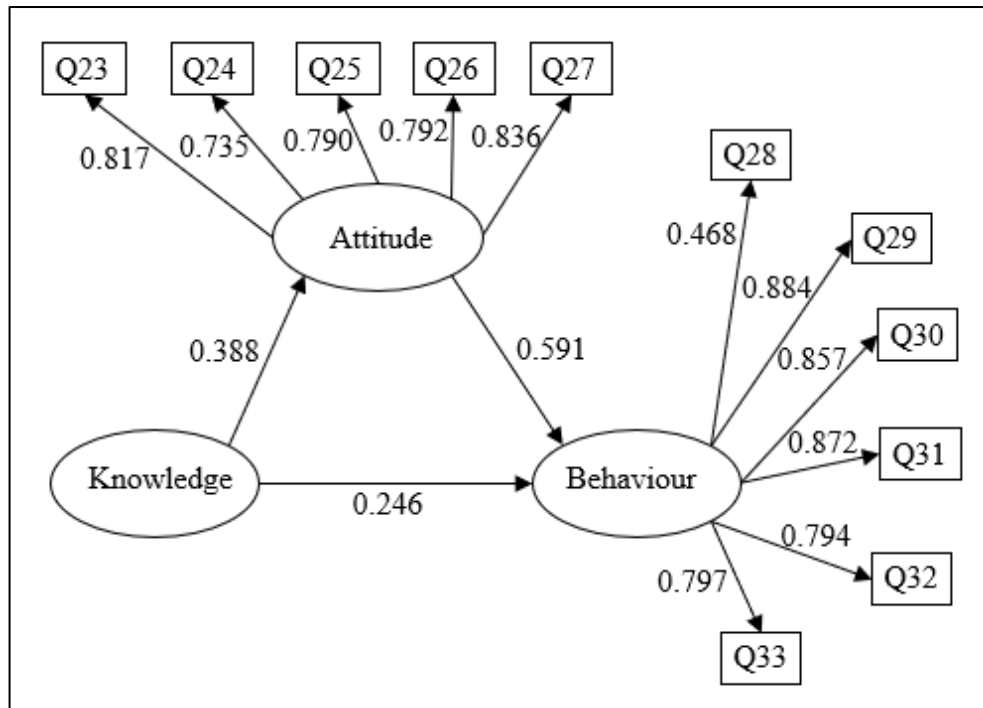 Q23
Q24
Q25
Q26
Q27
0.817
0.735
0.790
0.792
0.836
Q28
Attitude
0.468
Q29
0.884
0.388
0.591
Q30
0.857
Knowledge
0.246
Behaviour
0.872
Q31
0.794
0.797
Q32
Q33